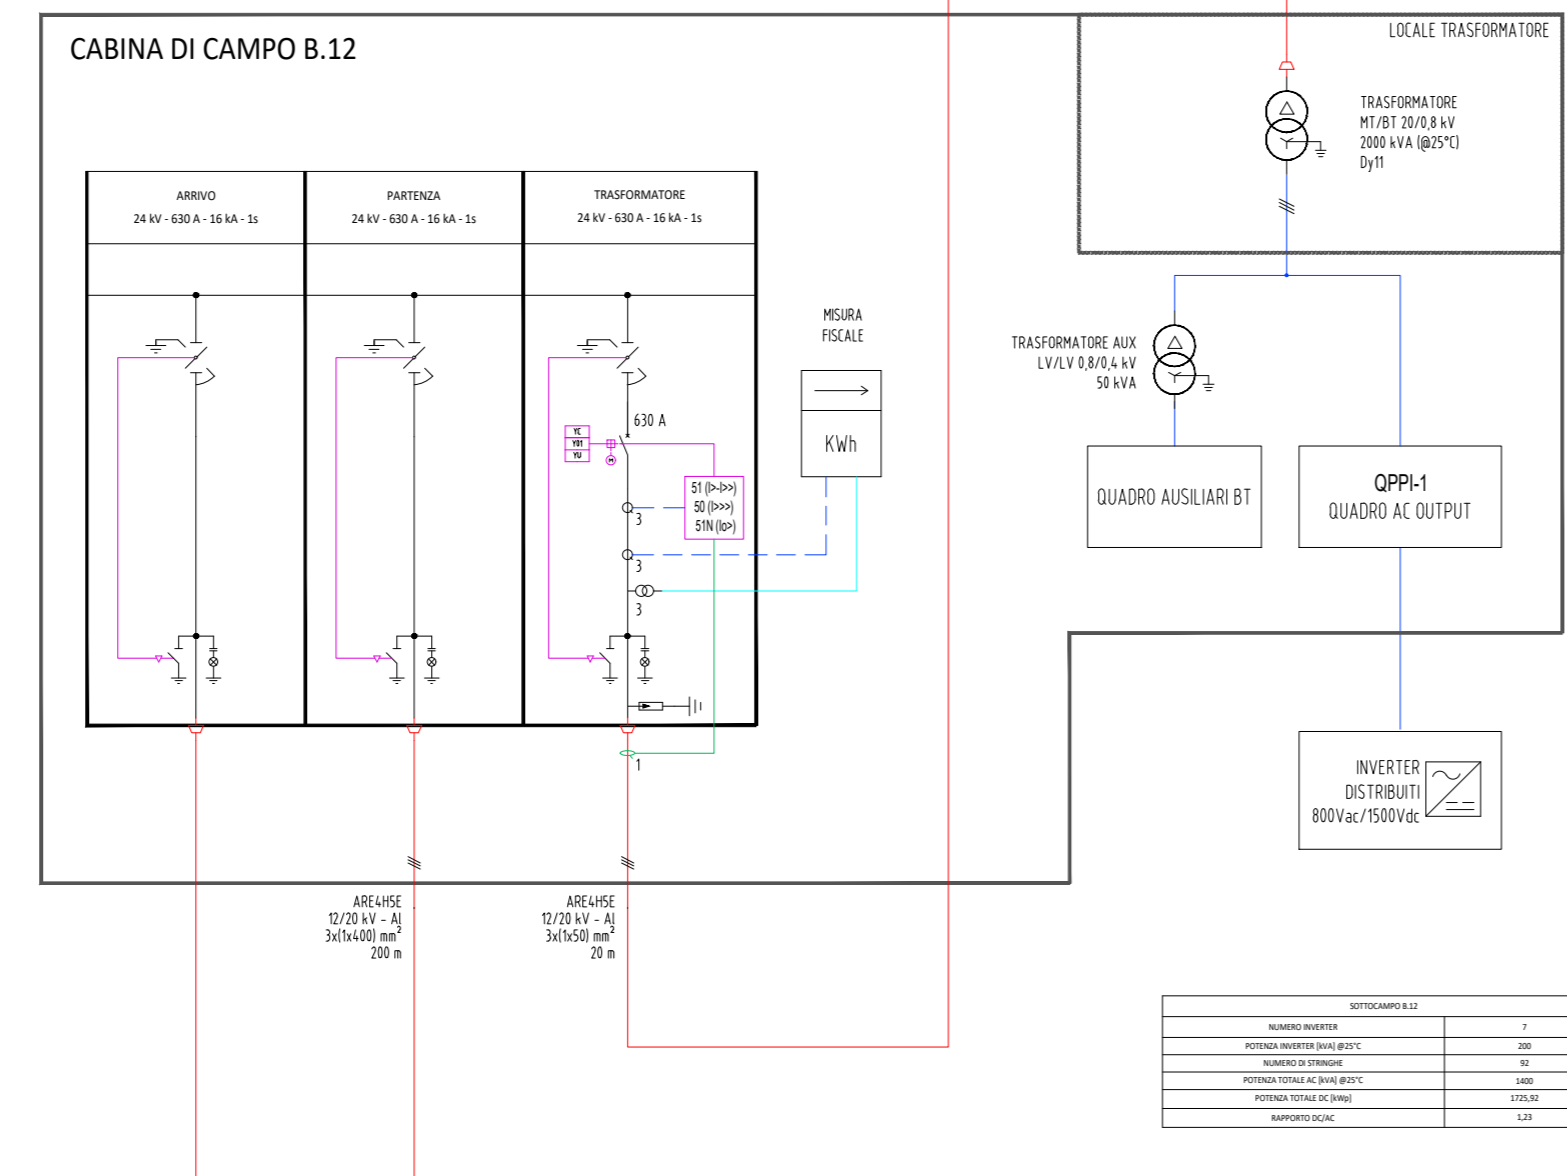 CABINA DI CAMPO B.12
LOCALE TRASFORMATORE
TRASFORMATORE
MT/BT 20/0,8 kV
2000 kVA (@25°C)
Dy11
ARRIVO
24 kV - 630 A - 16 kA - 1s
PARTENZA
24 kV - 630 A - 16 kA - 1s
TRASFORMATORE
24 kV - 630 A - 16 kA - 1s
MISURA
FISCALE
KWh
TRASFORMATORE AUX
LV/LV 0,8/0,4 kV
50 kVA
630 A
YC
Y01
YU
M
51 (I>-I>>)
50 (I>>>)
51N (Io>)
3
3
3
1
QUADRO AUSILIARI BT
QPPI-1
QUADRO AC OUTPUT
INVERTER
DISTRIBUITI
800Vac/1500Vdc
ARE4H5E
12/20 kV - Al
3x(1x400) mm²
200 m
ARE4H5E
12/20 kV - Al
3x(1x50) mm²
20 m
SOTTOCAMPO B.12
NUMERO INVERTER 7
POTENZA INVERTER [kVA] @25°C 200
NUMERO DI STRINGHE 92
POTENZA TOTALE AC [kVA] @25°C 1400
POTENZA TOTALE DC [kWp] 1725,92
RAPPORTO DC/AC 1,23